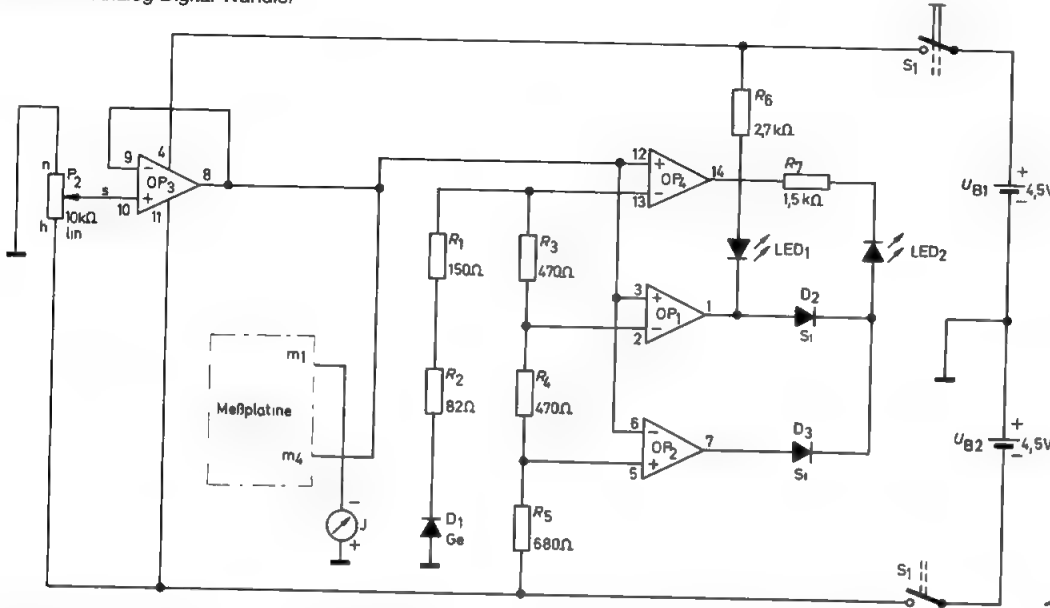 Analog-Digital-Wandler
S1
R6
2,7kΩ
n
P2
s
10kΩ
lin
h
9
−
4
OP3
10
+
11
8
12
+
OP4
13
−
14
R7
1,5kΩ
UB1
+
4,5V
−
R1
150Ω
R3
470Ω
LED1
LED2
3
+
OP1
2
−
1
D2
Si
m1
Meßplatine
m4
R2
82Ω
R4
470Ω
6
−
OP2
5
+
7
D3
Si
UB2
+
4,5V
−
−
J
+
D1
Ge
R5
680Ω
S1